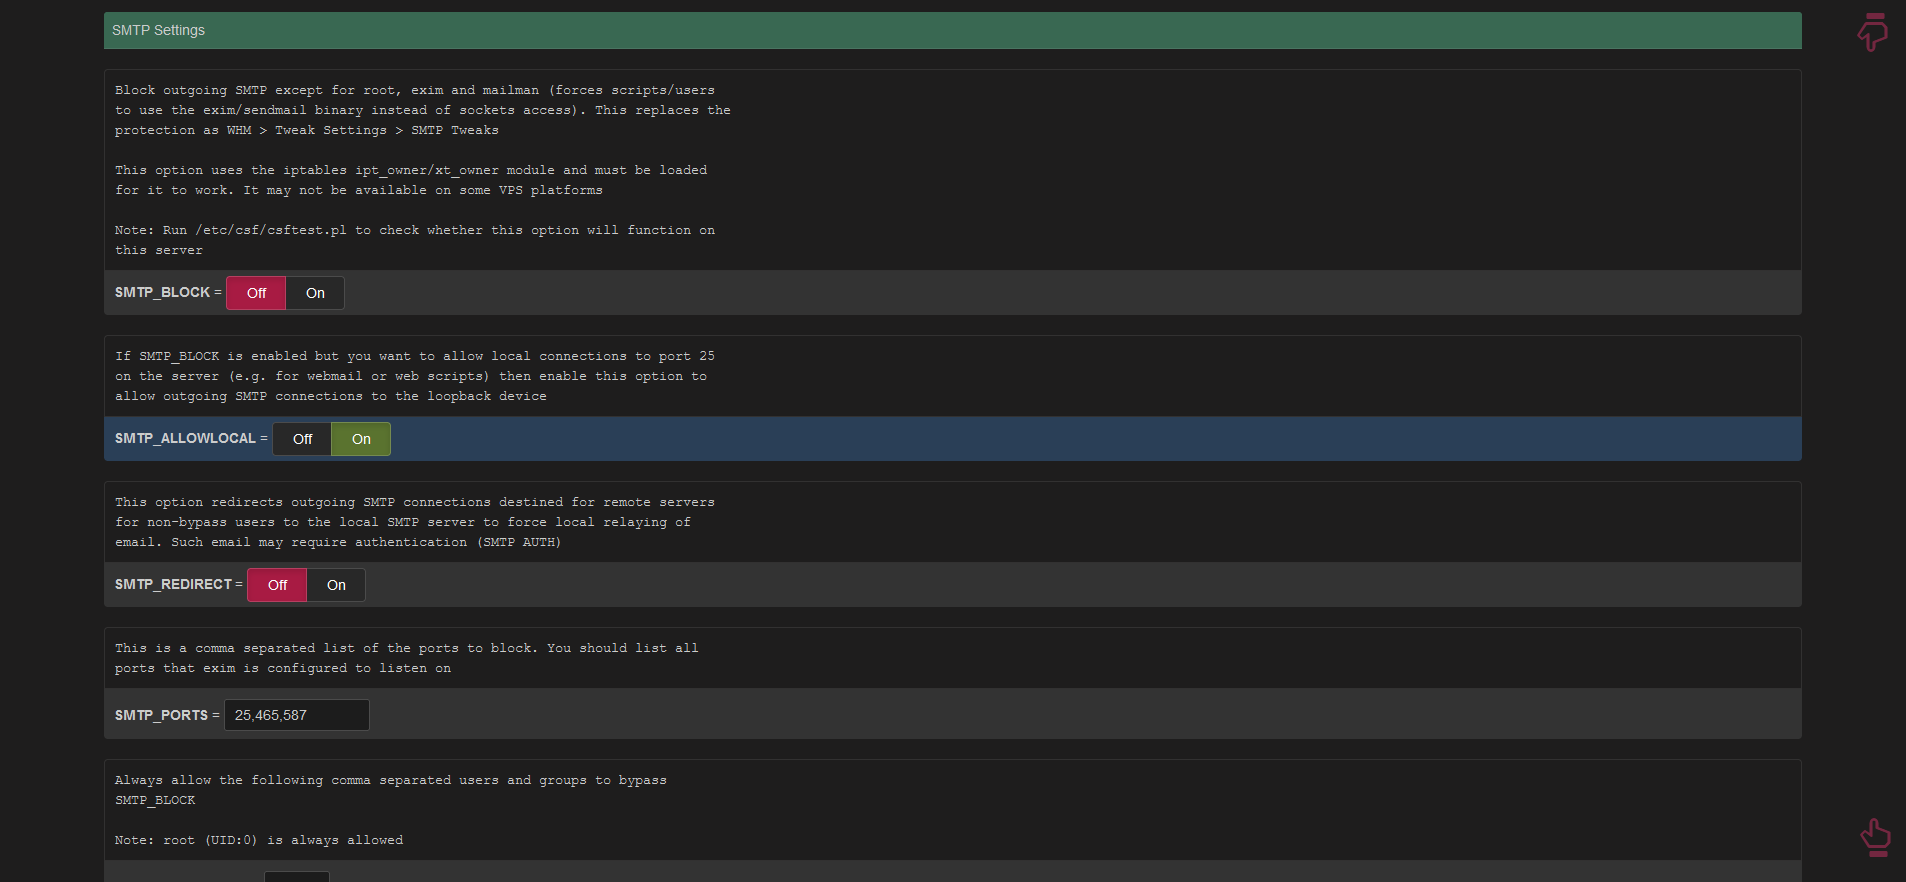 SMTP Settings
Block outgoing SMTP except for root, exim and mailman (forces scripts/users
to use the exim/sendmail binary instead of sockets access). This replaces the
protection as WHM > Tweak Settings > SMTP Tweaks
This option uses the iptables ipt_owner/xt_owner module and must be loaded
for it to work. It may not be available on some VPS platforms
Note: Run /etc/csf/csftest.pl to check whether this option will function on
this server
SMTP_BLOCK = Off On
If SMTP_BLOCK is enabled but you want to allow local connections to port 25
on the server (e.g. for webmail or web scripts) then enable this option to
allow outgoing SMTP connections to the loopback device
SMTP_ALLOWLOCAL = Off On
This option redirects outgoing SMTP connections destined for remote servers
for non-bypass users to the local SMTP server to force local relaying of
email. Such email may require authentication (SMTP AUTH)
SMTP_REDIRECT = Off On
This is a comma separated list of the ports to block. You should list all
ports that exim is configured to listen on
SMTP_PORTS = 25,465,587
Always allow the following comma separated users and groups to bypass
SMTP_BLOCK
Note: root (UID:0) is always allowed